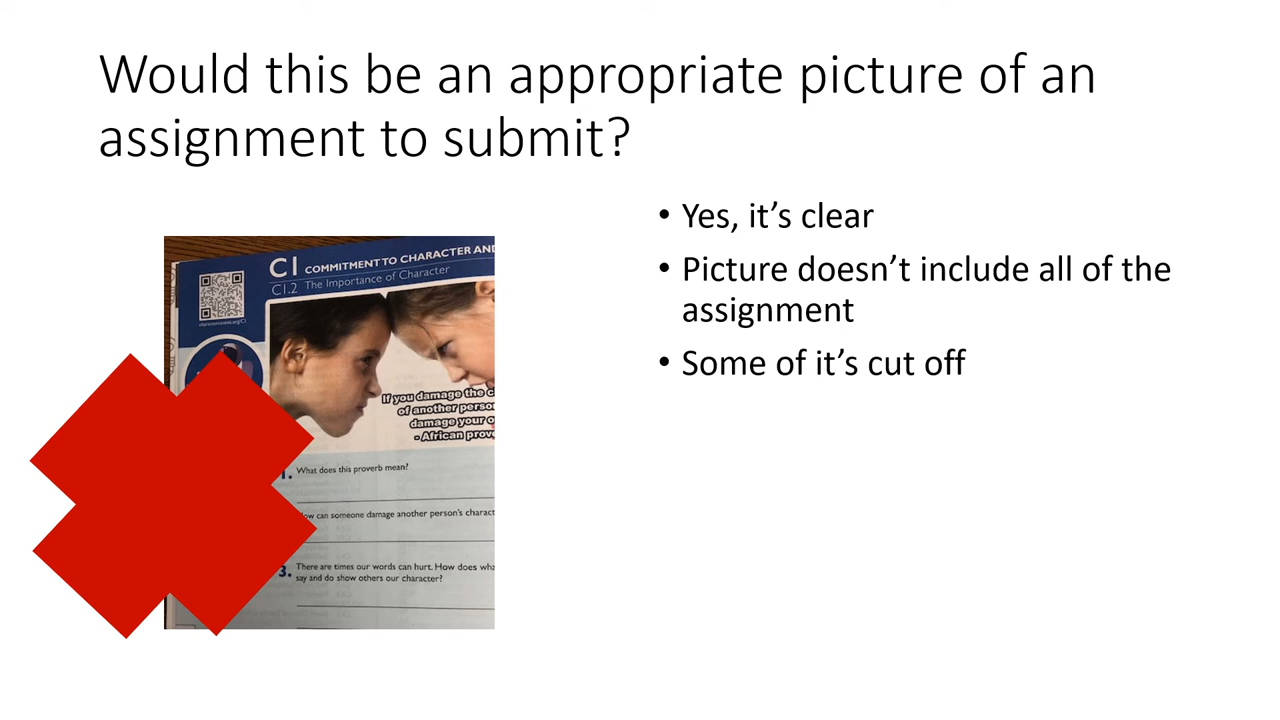 Would this be an appropriate picture of an
assignment to submit?
• Yes, it’s clear
• Picture doesn’t include all of the
assignment
• Some of it’s cut off
C1 COMMITMENT TO CHARACTER AND
C1.2 The Importance of Character
If you damage the c
of another perso
damage your o
- African prov
1. What does this proverb mean?
ow can someone damage another person's charact
3. There are times our words can hurt. How does wha
say and do show others our character?